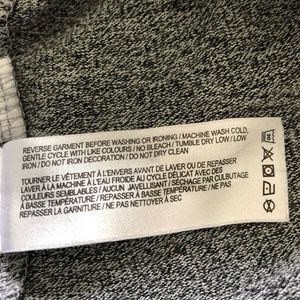 REVERSE GARMENT BEFORE WASHING OR IRONING / MACHINE WASH COLD,
GENTLE CYCLE WITH LIKE COLOURS / NO BLEACH / TUMBLE DRY LOW / LOW
IRON / DO NOT IRON DECORATION / DO NOT DRY CLEAN
TOURNER LE VÊTEMENT À L'ENVERS AVANT DE LAVER OU DE REPASSER
LAVER À LA MACHINE À L'EAU FROIDE AU CYCLE DÉLICAT AVEC DES
COULEURS SEMBLABLES / AUCUN JAVELLISANT / SÉCHAGE PAR CULBUTAGE
À BASSE TEMPÉRATURE / REPASSER À BASSE TEMPÉRATURE / NE PAS
REPASSER LA GARNITURE / NE PAS NETTOYER À SEC